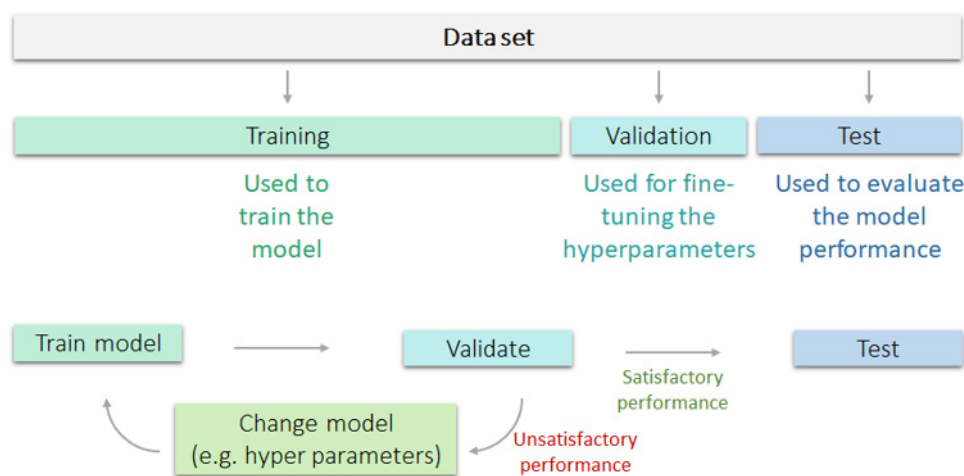 Data set
Training
Validation
Test
Used to
train the
model
Used for fine-
tuning the
hyperparameters
Used to evaluate
the model
performance
Train model
Validate
Test
Satisfactory
performance
Change model
(e.g. hyper parameters)
Unsatisfactory
performance